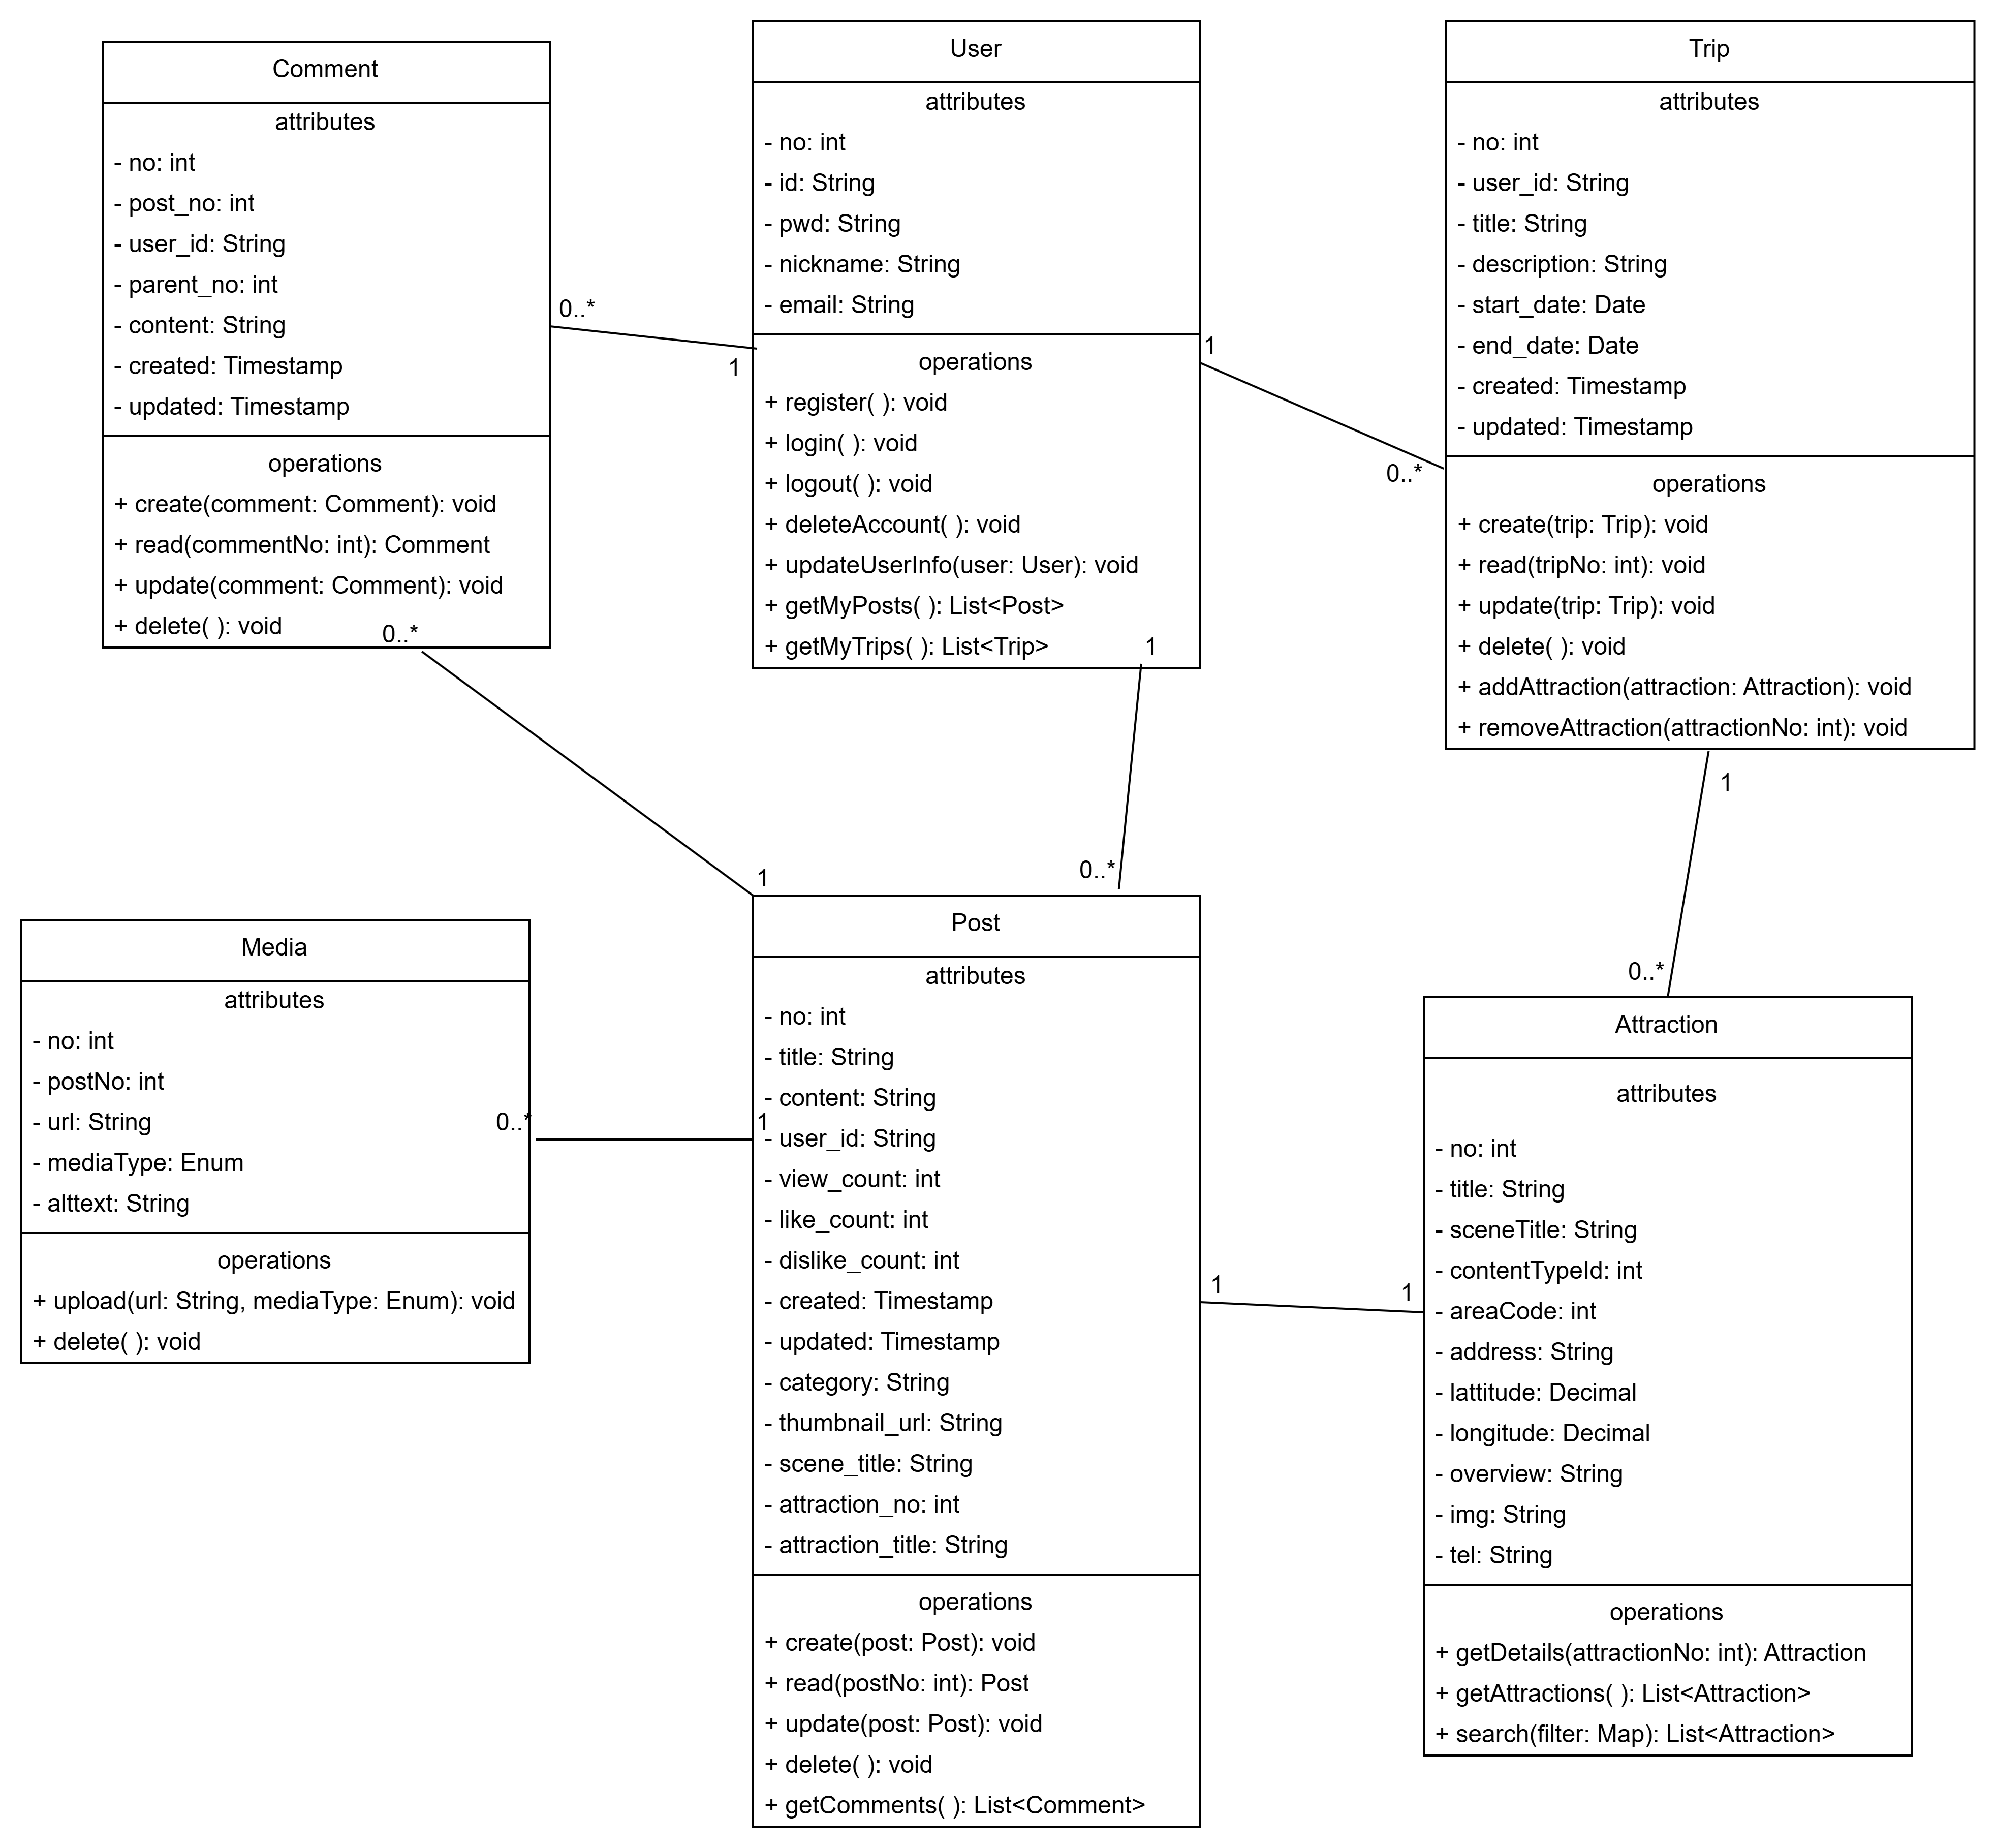 Comment
attributes
- no: int
- post_no: int
- user_id: String
- parent_no: int
- content: String
- created: Timestamp
- updated: Timestamp
operations
+ create(comment: Comment): void
+ read(commentNo: int): Comment
+ update(comment: Comment): void
+ delete( ): void
0..*
1
0..*
1
User
attributes
- no: int
- id: String
- pwd: String
- nickname: String
- email: String
operations
+ register( ): void
+ login( ): void
+ logout( ): void
+ deleteAccount( ): void
+ updateUserInfo(user: User): void
+ getMyPosts( ): List<Post>
+ getMyTrips( ): List<Trip>
1
0..*
1
0..*
Trip
attributes
- no: int
- user_id: String
- title: String
- description: String
- start_date: Date
- end_date: Date
- created: Timestamp
- updated: Timestamp
operations
+ create(trip: Trip): void
+ read(tripNo: int): void
+ update(trip: Trip): void
+ delete( ): void
+ addAttraction(attraction: Attraction): void
+ removeAttraction(attractionNo: int): void
1
0..*
Media
attributes
- no: int
- postNo: int
- url: String
- mediaType: Enum
- alttext: String
operations
+ upload(url: String, mediaType: Enum): void
+ delete( ): void
0..*
1
Post
attributes
- no: int
- title: String
- content: String
- user_id: String
- view_count: int
- like_count: int
- dislike_count: int
- created: Timestamp
- updated: Timestamp
- category: String
- thumbnail_url: String
- scene_title: String
- attraction_no: int
- attraction_title: String
operations
+ create(post: Post): void
+ read(postNo: int): Post
+ update(post: Post): void
+ delete( ): void
+ getComments( ): List<Comment>
1
1
Attraction
attributes
- no: int
- title: String
- sceneTitle: String
- contentTypeId: int
- areaCode: int
- address: String
- lattitude: Decimal
- longitude: Decimal
- overview: String
- img: String
- tel: String
operations
+ getDetails(attractionNo: int): Attraction
+ getAttractions( ): List<Attraction>
+ search(filter: Map): List<Attraction>